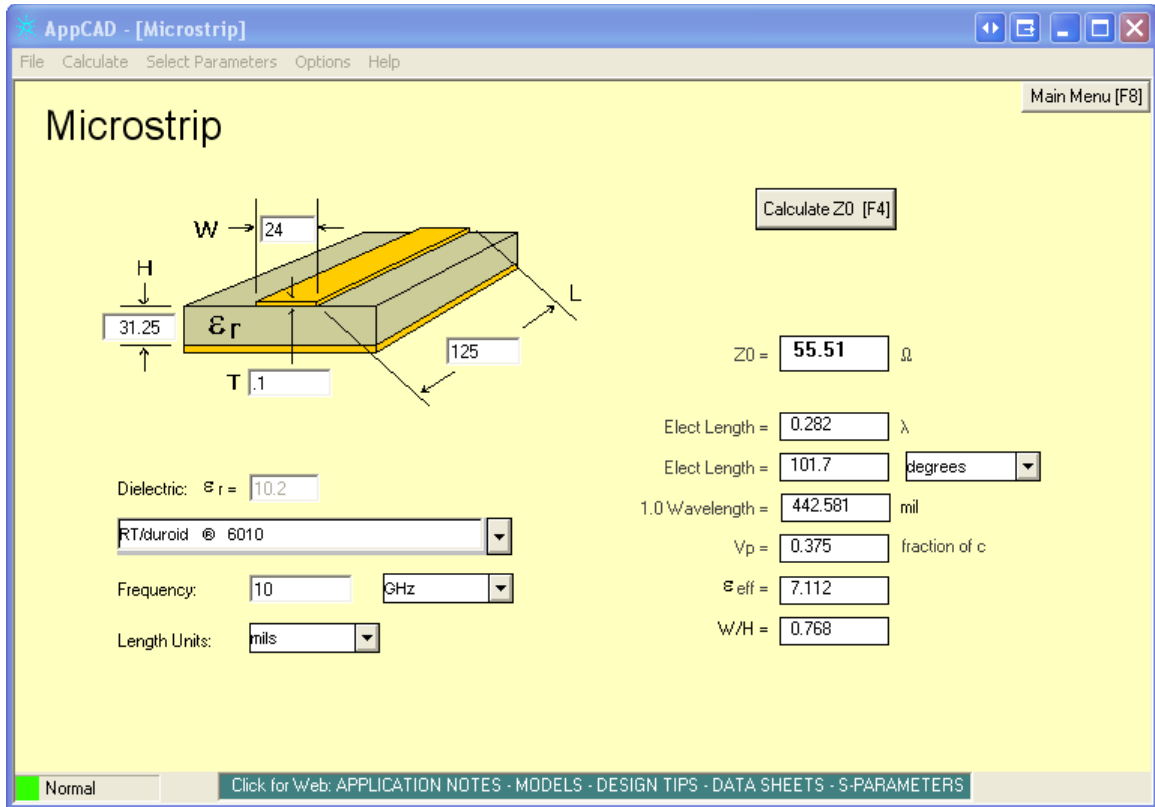 AppCAD - [Microstrip]
File Calculate Select Parameters Options Help
Main Menu [F8]
Microstrip
Calculate Z0 [F4]
W 24
H
L
31.25
εr
125
T .1
Z0 = 55.51 Ω
Elect Length = 0.282 λ
Elect Length = 101.7 degrees
1.0 Wavelength = 442.581 mil
Vp = 0.375 fraction of c
εeff = 7.112
W/H = 0.768
Dielectric: εr = 10.2
RT/duroid ® 6010
Frequency: 10 GHz
Length Units: mils
Normal
Click for Web: APPLICATION NOTES - MODELS - DESIGN TIPS - DATA SHEETS - S-PARAMETERS